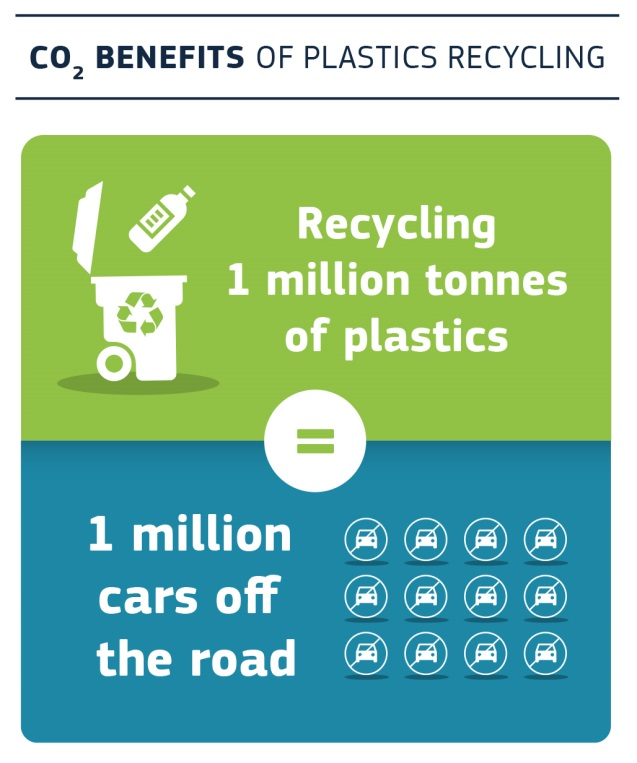 CO₂ BENEFITS OF PLASTICS RECYCLING
Recycling
1 million tonnes
of plastics
=
1 million
cars off
the road